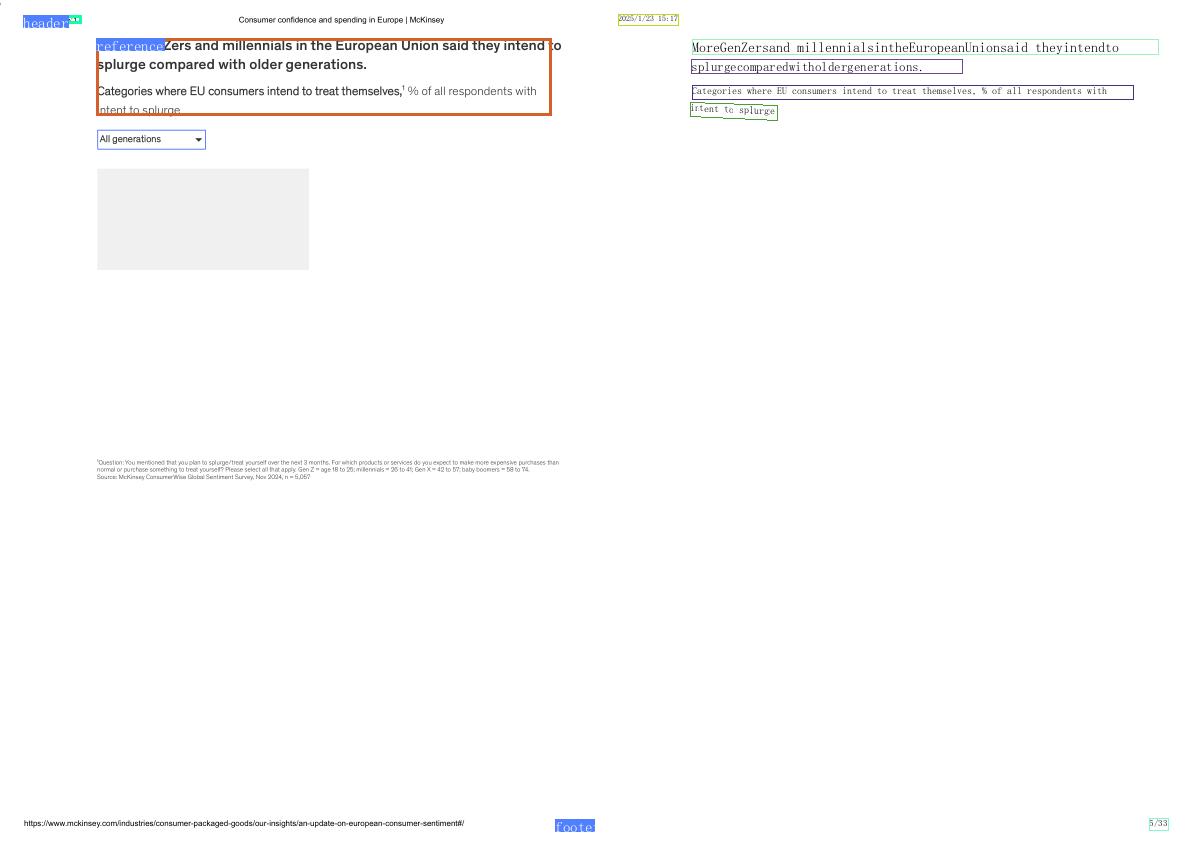 header
Consumer confidence and spending in Europe | McKinsey
reference Zers and millennials in the European Union said they intend to
splurge compared with older generations.
Categories where EU consumers intend to treat themselves,¹ % of all respondents with
intent to splurge
All generations
¹Question: You mentioned that you plan to splurge/treat yourself over the next 3 months. For which products or services do you expect to make more expensive purchases than
normal or purchase something to treat yourself? Please select all that apply. Gen Z = age 18 to 25; millennials = 26 to 41; Gen X = 42 to 57; baby boomers = 58 to 74.
Source: McKinsey ConsumerWise Global Sentiment Survey, Nov 2024, n = 5,057
https://www.mckinsey.com/industries/consumer-packaged-goods/our-insights/an-update-on-european-consumer-sentiment#/
foote
2025/1/23 15:17
MoreGenZersand millennialsintheEuropeanUnionsaid theyintendto
splurgecomparedwitholdergenerations.
Categories where EU consumers intend to treat themselves, % of all respondents with
intent to splurge
5/33